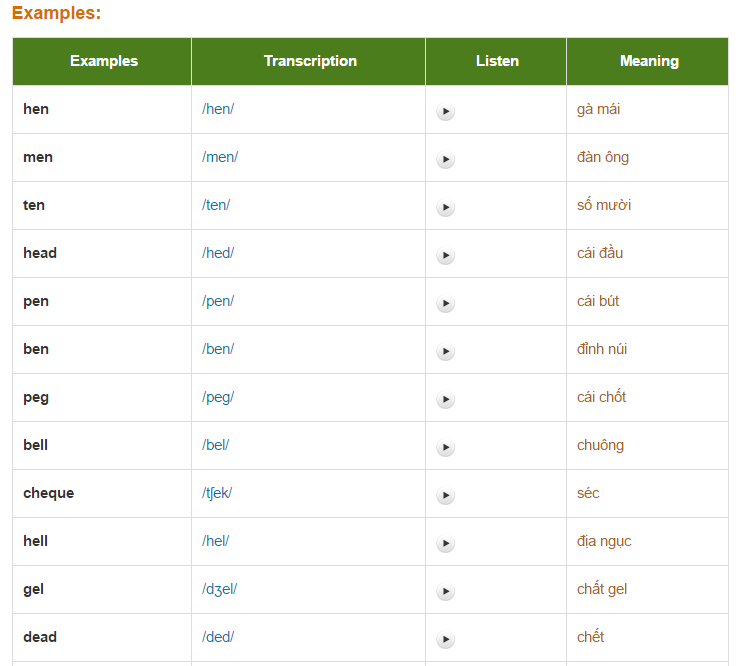 Examples:
Examples Transcription Listen Meaning
hen /hen/ gà mái
men /men/ đàn ông
ten /ten/ số mười
head /hed/ cái đầu
pen /pen/ cái bút
ben /ben/ đỉnh núi
peg /peg/ cái chốt
bell /bel/ chuông
cheque /tʃek/ séc
hell /hel/ địa ngục
gel /dʒel/ chất gel
dead /ded/ chết